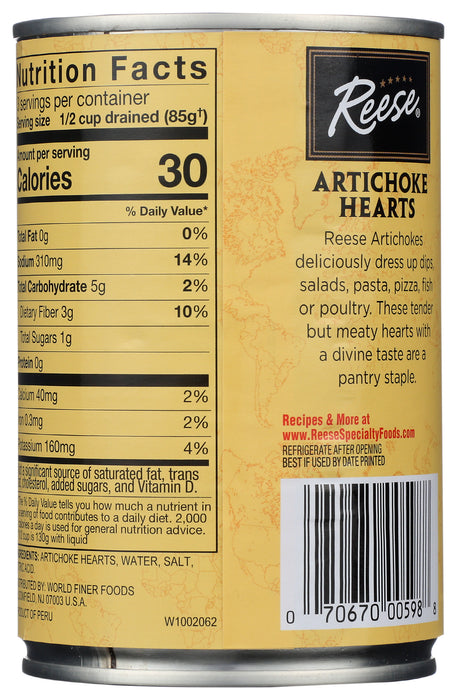 Nutrition Facts
servings per container
Serving size 1/2 cup drained (85g†)
Amount per serving
Calories 30
% Daily Value*
Total Fat 0g 0%
Sodium 310mg 14%
Total Carbohydrate 5g 2%
Dietary Fiber 3g 10%
Total Sugars 1g
Protein 0g
Calcium 40mg 2%
Iron 0.3mg 2%
Potassium 160mg 4%
a significant source of saturated fat, trans
cholesterol, added sugars, and Vitamin D.
The % Daily Value tells you how much a nutrient in
serving of food contributes to a daily diet. 2,000
calories a day is used for general nutrition advice.
cup is 130g with liquid
INGREDIENTS: ARTICHOKE HEARTS, WATER, SALT,
ACID.
DISTRIBUTED BY: WORLD FINER FOODS
BLOOMFIELD, NJ 07003 U.S.A.
PRODUCT OF PERU
W1002062
Reese®
ARTICHOKE
HEARTS
Reese Artichokes
deliciously dress up dips,
salads, pasta, pizza, fish
or poultry. These tender
but meaty hearts with
a divine taste are a
pantry staple.
Recipes & More at
www.ReeseSpecialtyFoods.com
REFRIGERATE AFTER OPENING
BEST IF USED BY DATE PRINTED
0 70670 00598 8